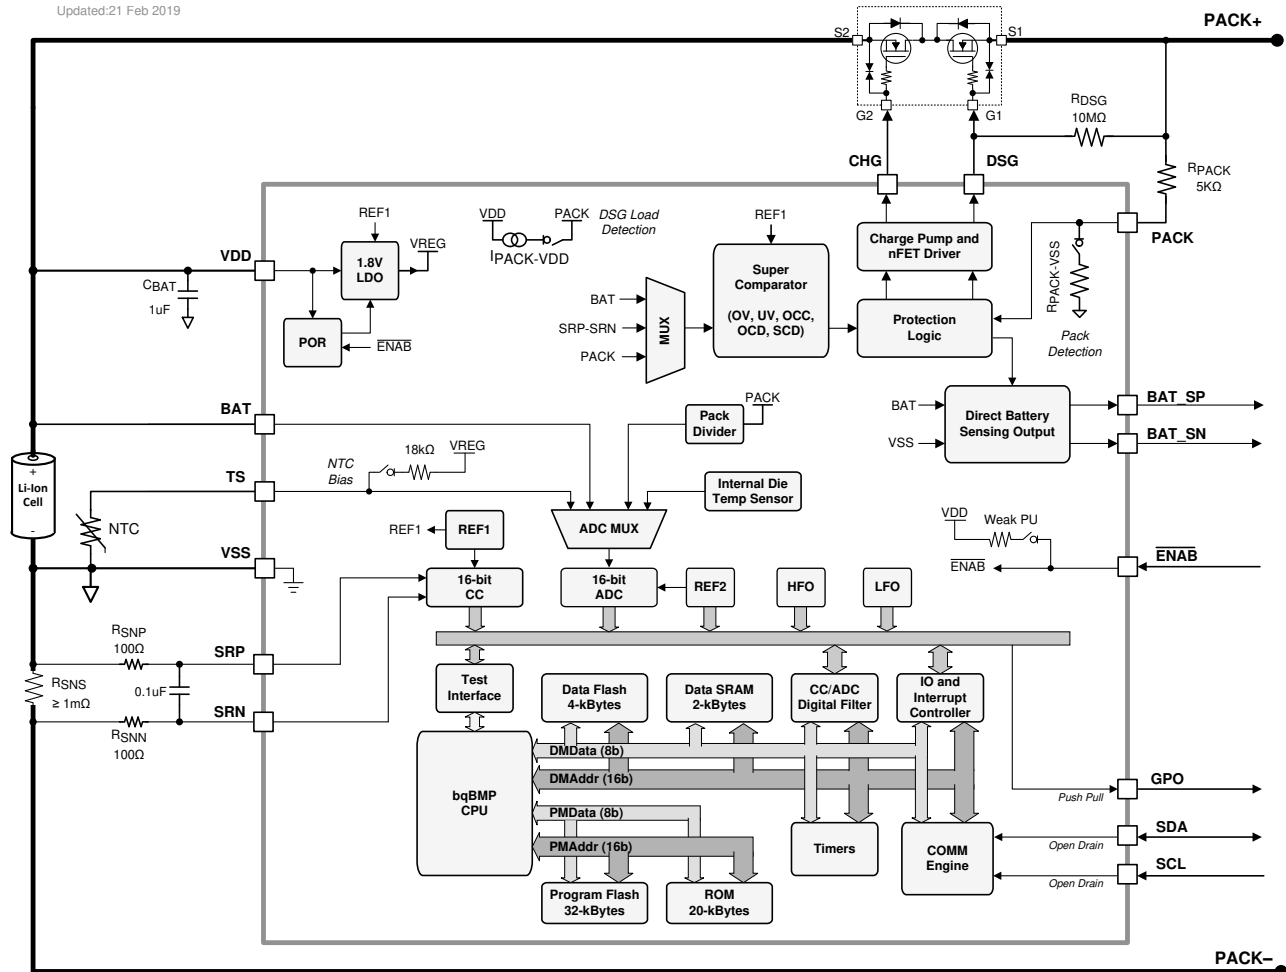 Updated:21 Feb 2019
PACK+
S2
S1
G2
G1
RDSG
10MΩ
RPACK
5KΩ
CHG
DSG
PACK
REF1
VDD
PACK
DSG Load
Detection
IPACK-VDD
REF1
VREG
1.8V
LDO
VDD
CBAT
1uF
POR
ENAB
BAT
SRP-SRN
PACK
MUX
Super
Comparator
(OV, UV, OCC,
OCD, SCD)
Charge Pump and
nFET Driver
Protection
Logic
RPACK-VSS
Pack
Detection
BAT
VSS
Direct Battery
Sensing Output
BAT_SP
BAT_SN
BAT
Pack
Divider
PACK
+
Li-Ion
Cell
-
TS
NTC
NTC
Bias
18kΩ
VREG
Internal Die
Temp Sensor
ADC MUX
REF1
REF1
VDD
Weak PU
ENAB
ENAB
VSS
16-bit
CC
16-bit
ADC
REF2
HFO
LFO
RSNP
100Ω
SRP
RSNS
≥ 1mΩ
0.1uF
SRN
RSNN
100Ω
Test
Interface
Data Flash
4-kBytes
Data SRAM
2-kBytes
CC/ADC
Digital Filter
IO and
Interrupt
Controller
bqBMP
CPU
DMData (8b)
DMAddr (16b)
PMData (8b)
PMAddr (16b)
Program Flash
32-kBytes
ROM
20-kBytes
Timers
COMM
Engine
Push Pull
GPO
Open Drain
SDA
Open Drain
SCL
PACK–